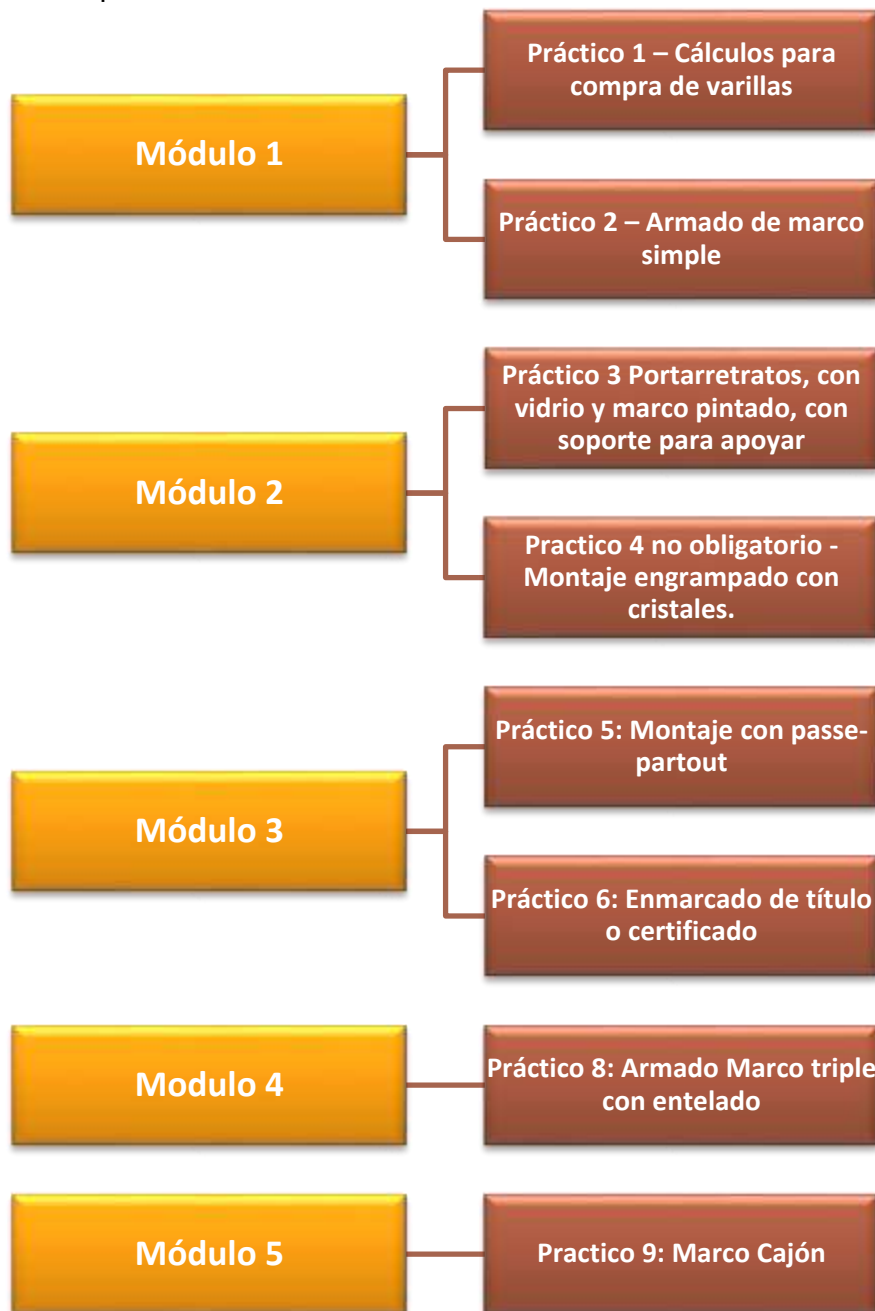 Módulo 1
Práctico 1 – Cálculos para
compra de varillas
Práctico 2 – Armado de marco
simple
Módulo 2
Práctico 3 Portarretratos, con
vidrio y marco pintado, con
soporte para apoyar
Practico 4 no obligatorio -
Montaje engrampado con
cristales.
Módulo 3
Práctico 5: Montaje con passe-
partout
Práctico 6: Enmarcado de título
o certificado
Modulo 4
Práctico 8: Armado Marco triple
con entelado
Módulo 5
Practico 9: Marco Cajón